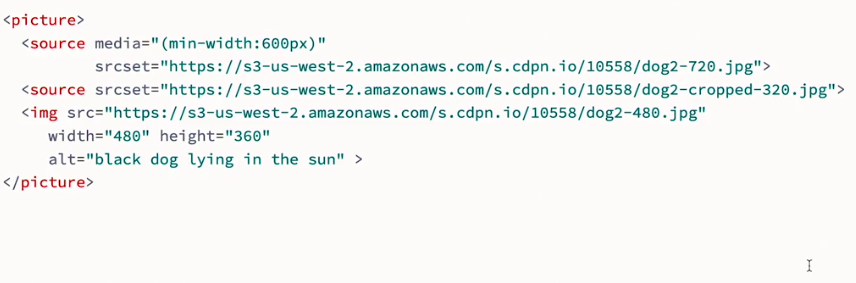 <picture>
<source media="(min-width:600px)"
srcset="https://s3-us-west-2.amazonaws.com/s.cdpn.io/10558/dog2-720.jpg">
<source srcset="https://s3-us-west-2.amazonaws.com/s.cdpn.io/10558/dog2-cropped-320.jpg">
<img src="https://s3-us-west-2.amazonaws.com/s.cdpn.io/10558/dog2-480.jpg"
width="480" height="360"
alt="black dog lying in the sun" >
</picture>